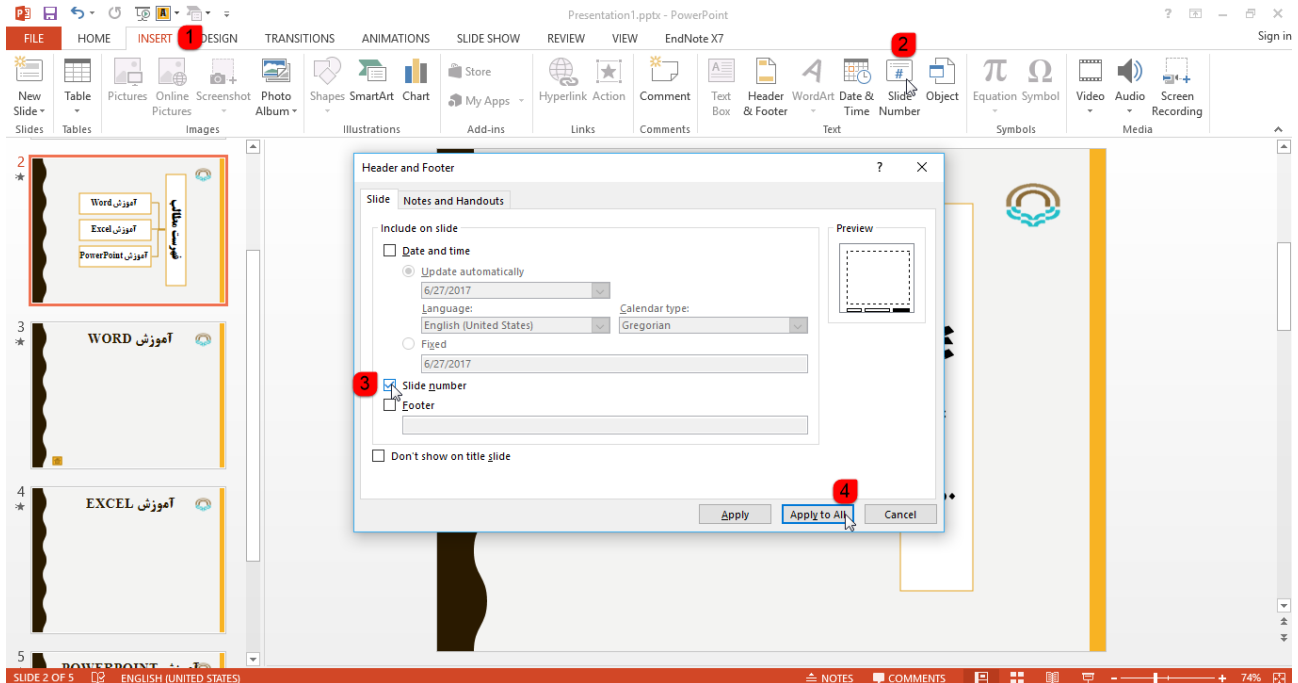 Presentation1.pptx - PowerPoint
FILE HOME INSERT 1 DESIGN TRANSITIONS ANIMATIONS SLIDE SHOW REVIEW VIEW EndNote X7 Sign in
2
New Slide
Table
Pictures
Online Pictures
Screenshot
Photo Album
Shapes
SmartArt
Chart
Store
My Apps
Hyperlink
Action
Comment
Text Box
Header & Footer
WordArt
Date & Time
Slide Number
Object
Equation
Symbol
Video
Audio
Screen Recording
Slides Tables Images Illustrations Add-ins Links Comments Text Symbols Media
2
فهرست مطالب
آموزش Word
آموزش Excel
آموزش PowerPoint
3
آموزش WORD
4
آموزش EXCEL
5
Header and Footer
Slide Notes and Handouts
Include on slide
Date and time
Update automatically
6/27/2017
Language: Calendar type:
English (United States) Gregorian
Fixed
6/27/2017
3 Slide number
Footer
Don't show on title slide
Preview
4
Apply Apply to All Cancel
SLIDE 2 OF 5 ENGLISH (UNITED STATES) NOTES COMMENTS 74%